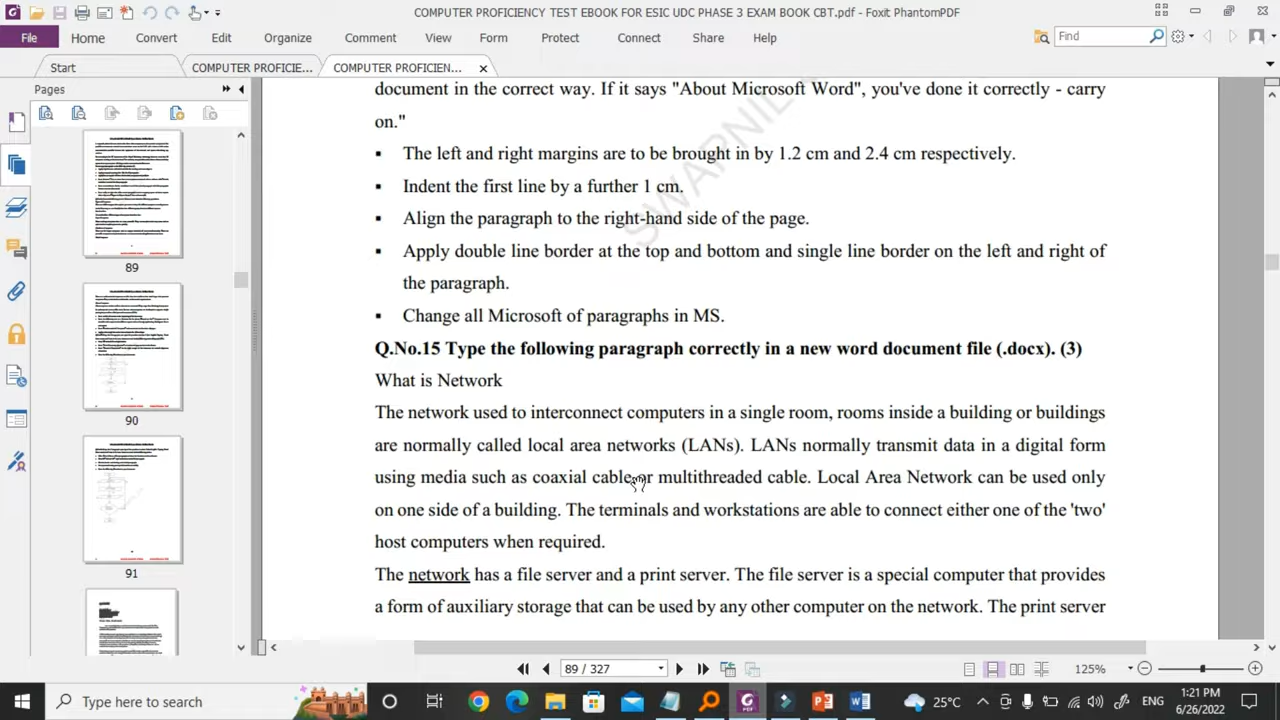 COMPUTER PROFICIENCY TEST EBOOK FOR ESIC UDC PHASE 3 EXAM BOOK CBT.pdf - Foxit PhantomPDF
File Home Convert Edit Organize Comment View Form Protect Connect Share Help Find
Start COMPUTER PROFICIE... COMPUTER PROFICIEN...
Pages
document in the correct way. If it says "About Microsoft Word", you've done it correctly - carry
on."
▪ The left and right margins are to be brought in by 1.2 cm and 2.4 cm respectively.
▪ Indent the first line by a further 1 cm.
▪ Align the paragraph to the right-hand side of the page.
▪ Apply double line border at the top and bottom and single line border on the left and right of
the paragraph.
▪ Change all Microsoft of paragraphs in MS.
Q.No.15 Type the following paragraph correctly in a new word document file (.docx). (3)
What is Network
The network used to interconnect computers in a single room, rooms inside a building or buildings
are normally called local area networks (LANs). LANs normally transmit data in a digital form
using media such as coaxial cable or multithreaded cable. Local Area Network can be used only
on one side of a building. The terminals and workstations are able to connect either one of the 'two'
host computers when required.
The network has a file server and a print server. The file server is a special computer that provides
a form of auxiliary storage that can be used by any other computer on the network. The print server
SWAPNIL
89
90
91
89 / 327
125%
Type here to search
25°C
ENG
1:21 PM
6/26/2022